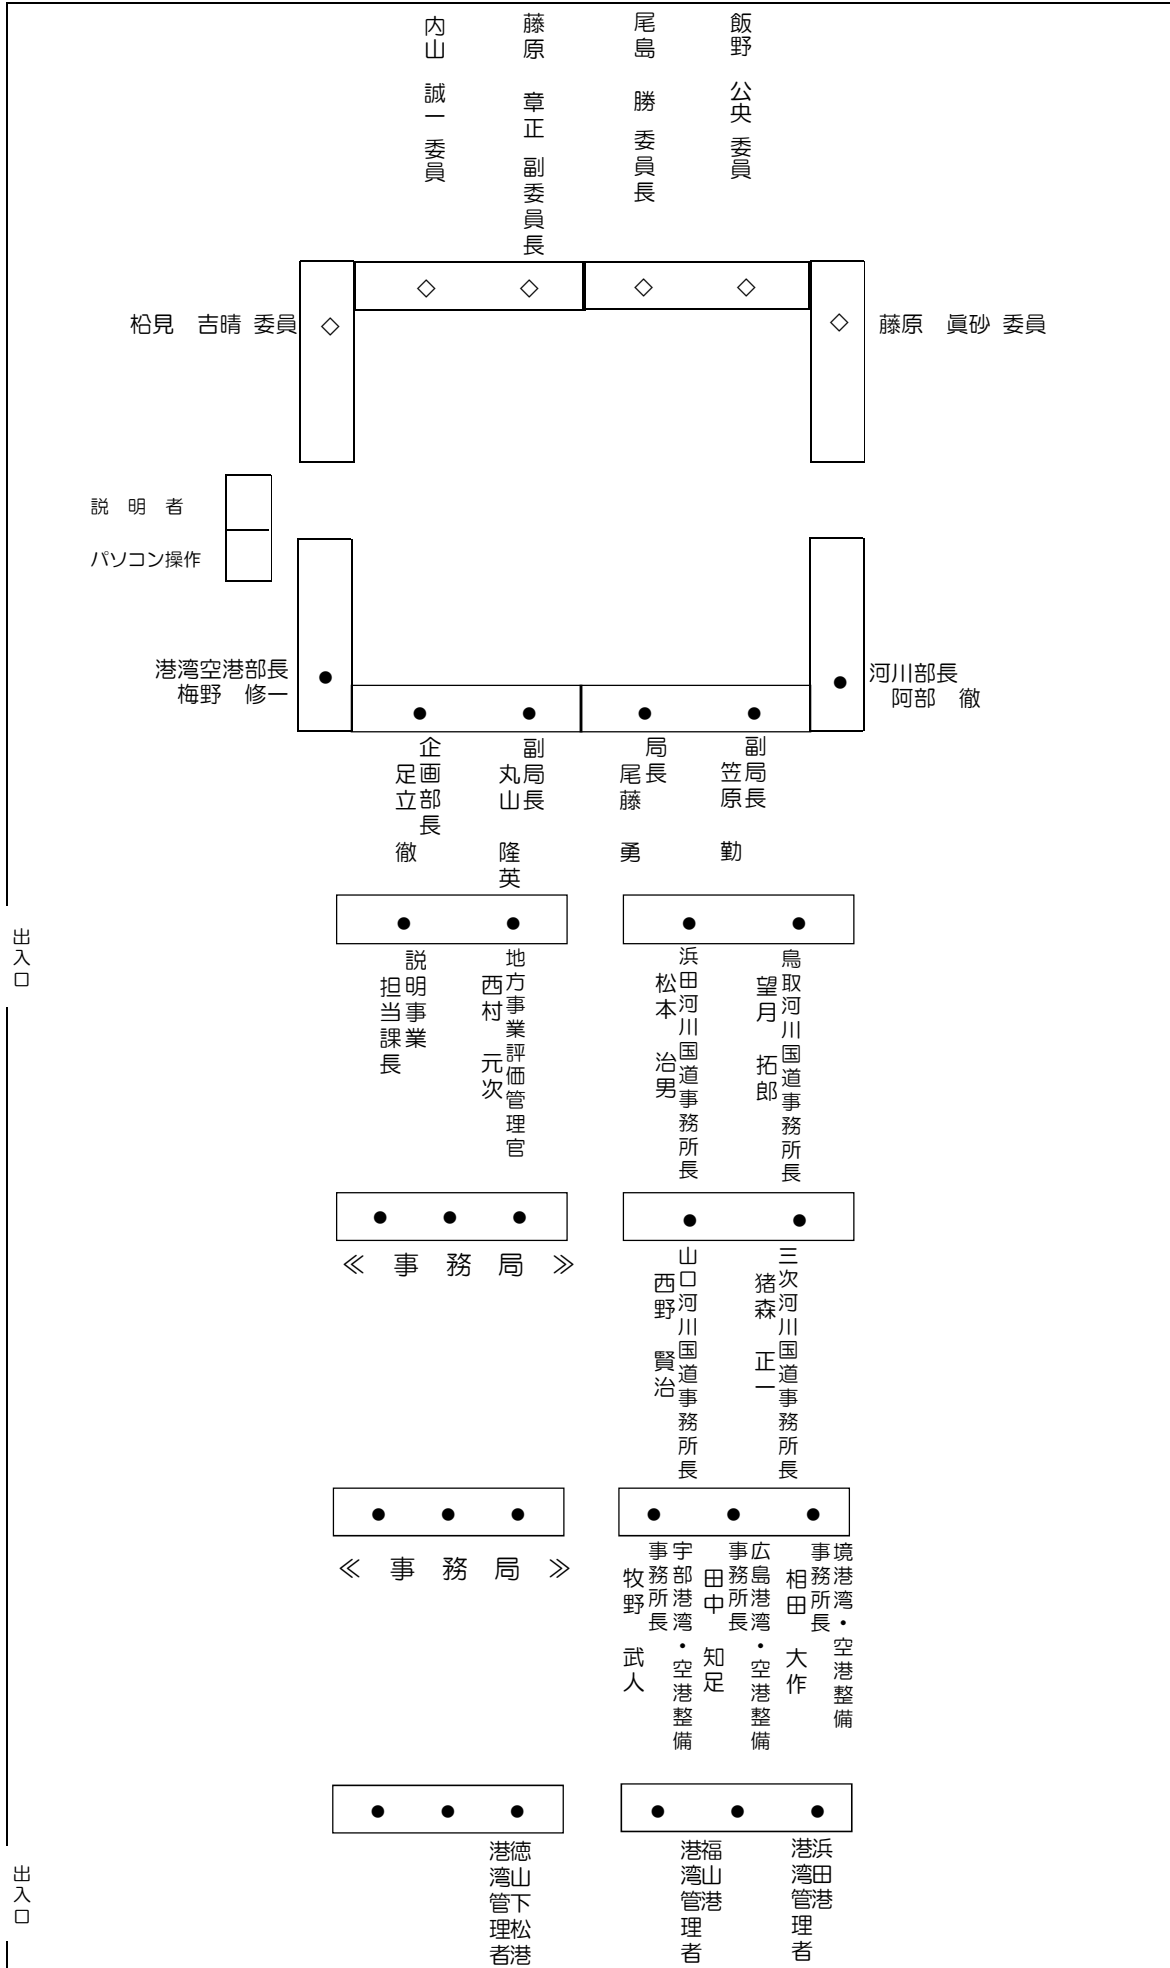 飯野 公央 委員
尾島 勝 委員長
藤原 章正 副委員長
内山 誠一 委員
松見 吉晴 委員
藤原 眞砂 委員
説 明 者
パソコン操作
港湾空港部長
梅野 修一
河川部長
阿部 徹
副局長
笠原 勤
局長
尾藤 勇
副局長
丸山 隆英
企画部長
足立 徹
出入口
鳥取河川国道事務所長
望月 拓郎
浜田河川国道事務所長
松本 治男
地方事業評価管理官
西村 元次
説明事業
担当課長
≪ 事 務 局 ≫
三次河川国道事務所長
猪森 正一
山口河川国道事務所長
西野 賢治
≪ 事 務 局 ≫
境港湾・空港整備
事務所長
相田 大作
広島港湾・空港整備
事務所長
田中 知足
宇部港湾・空港整備
事務所長
牧野 武人
出入口
浜田港
港湾管理者
福山港
港湾管理者
徳山下松港
港湾管理者